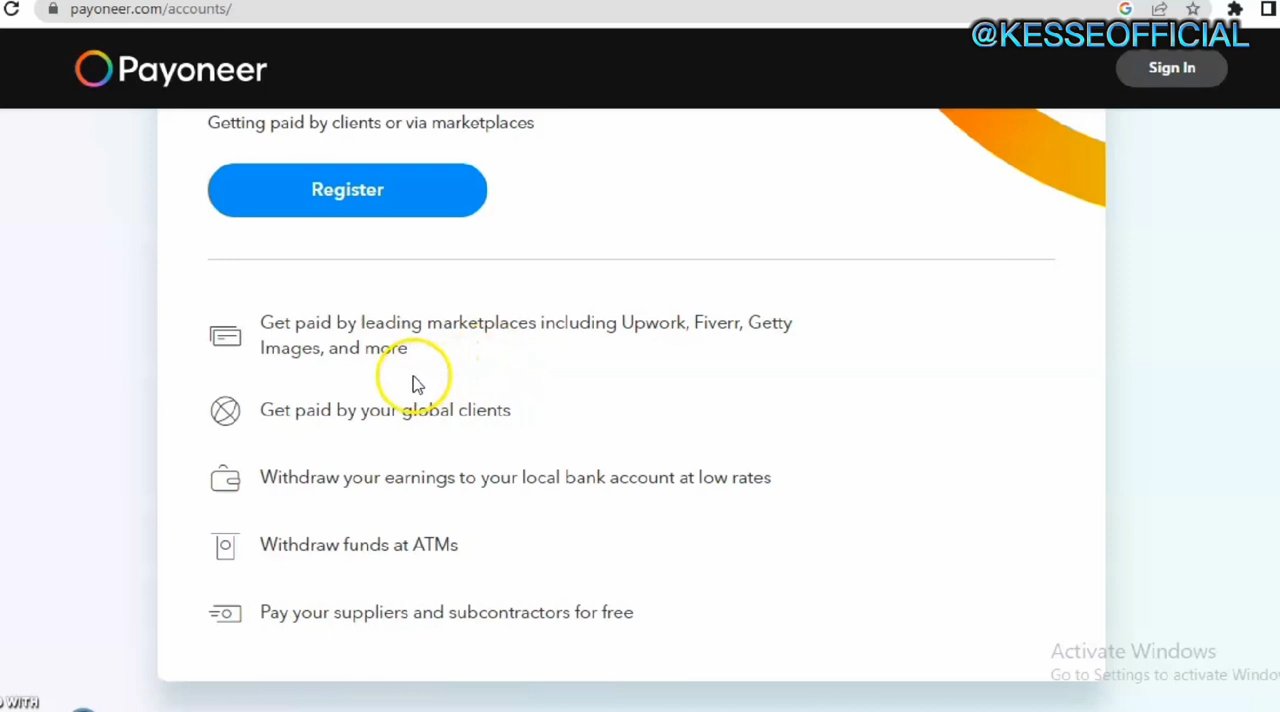 payoneer.com/accounts/
@KESSEOFFICIAL
Payoneer
Sign In
Getting paid by clients or via marketplaces
Register
Get paid by leading marketplaces including Upwork, Fiverr, Getty
Images, and more
Get paid by your global clients
Withdraw your earnings to your local bank account at low rates
Withdraw funds at ATMs
Pay your suppliers and subcontractors for free
Activate Windows
Go to Settings to activate Windo
WITH